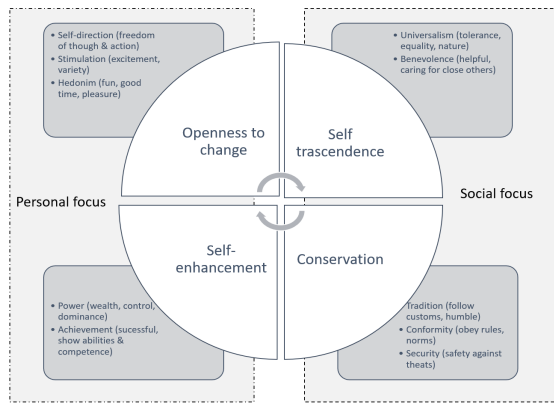 • Self-direction (freedom
of though & action)
• Stimulation (excitement,
variety)
• Hedonim (fun, good
time, pleasure)
• Universalism (tolerance,
equality, nature)
• Benevolence (helpful,
caring for close others)
Openness to
change
Self
trascendence
Personal focus
Social focus
Self-
enhancement
Conservation
• Power (wealth, control,
dominance)
• Achievement (sucessful,
show abilities &
competence)
Tradition (follow
customs, humble)
• Conformity (obey rules,
norms)
• Security (safety against
theats)